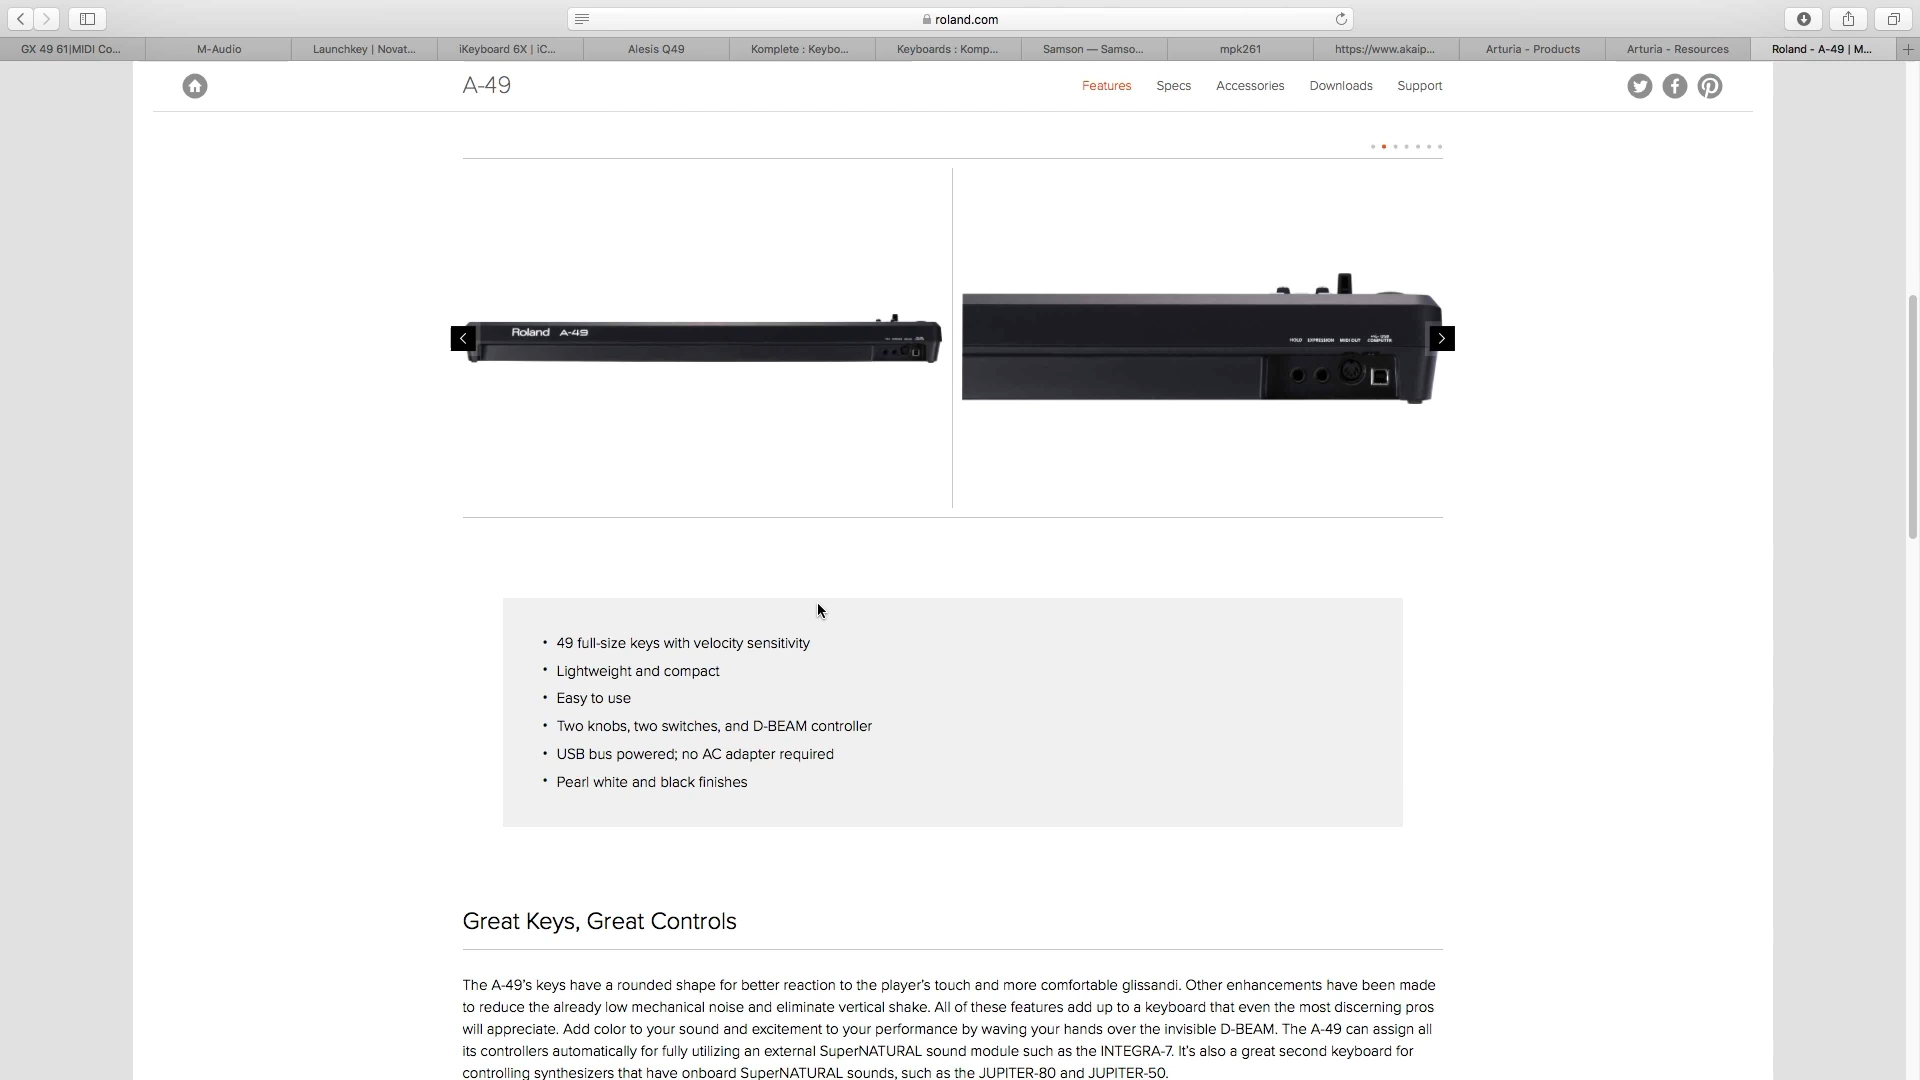 roland.com
GX 49 61|MIDI Co...
M-Audio
Launchkey | Novat...
iKeyboard 6X | iC...
Alesis Q49
Komplete : Keybo...
Keyboards : Komp...
Samson — Samso...
mpk261
https://www.akaip...
Arturia - Products
Arturia - Resources
Roland - A-49 | M...
A-49
Features
Specs
Accessories
Downloads
Support
Roland A-49
HOLD EXPRESSION MIDI OUT USB COMPUTER
• 49 full-size keys with velocity sensitivity
• Lightweight and compact
• Easy to use
• Two knobs, two switches, and D-BEAM controller
• USB bus powered; no AC adapter required
• Pearl white and black finishes
Great Keys, Great Controls
The A-49’s keys have a rounded shape for better reaction to the player’s touch and more comfortable glissandi. Other enhancements have been made
to reduce the already low mechanical noise and eliminate vertical shake. All of these features add up to a keyboard that even the most discerning pros
will appreciate. Add color to your sound and excitement to your performance by waving your hands over the invisible D-BEAM. The A-49 can assign all
its controllers automatically for fully utilizing an external SuperNATURAL sound module such as the INTEGRA-7. It’s also a great second keyboard for
controlling synthesizers that have onboard SuperNATURAL sounds, such as the JUPITER-80 and JUPITER-50.